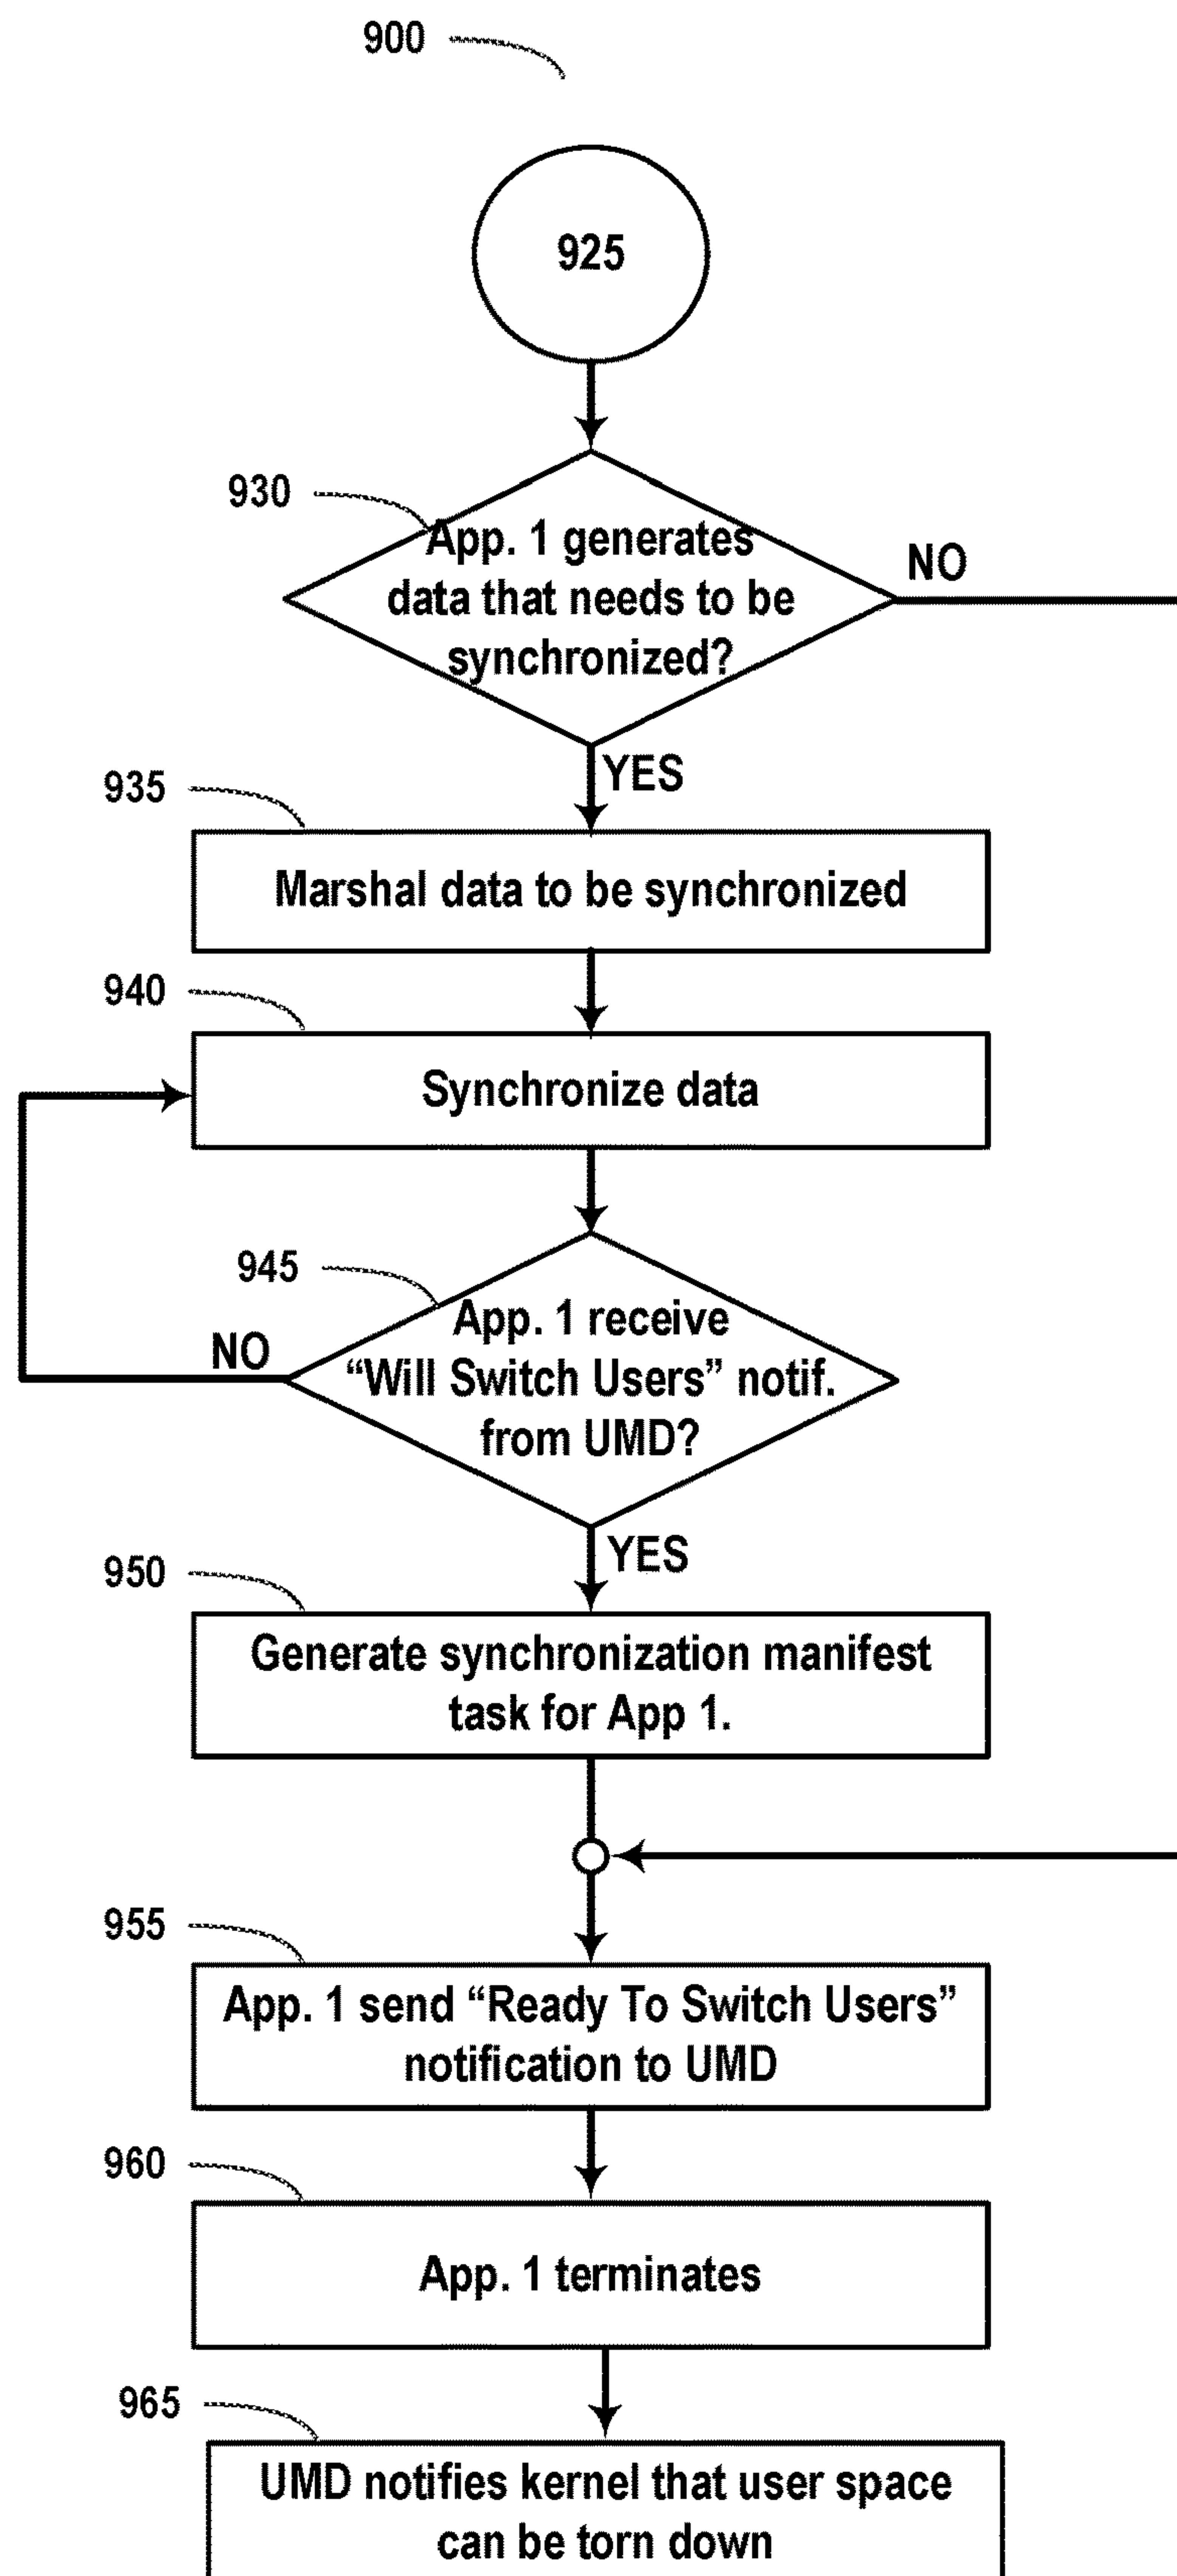 900
925
930
App. 1 generates
data that needs to be
synchronized?
NO
YES
935
Marshal data to be synchronized
940
Synchronize data
945
App. 1 receive
“Will Switch Users” notif.
from UMD?
NO
YES
950
Generate synchronization manifest
task for App 1.
955
App. 1 send “Ready To Switch Users”
notification to UMD
960
App. 1 terminates
965
UMD notifies kernel that user space
can be torn down